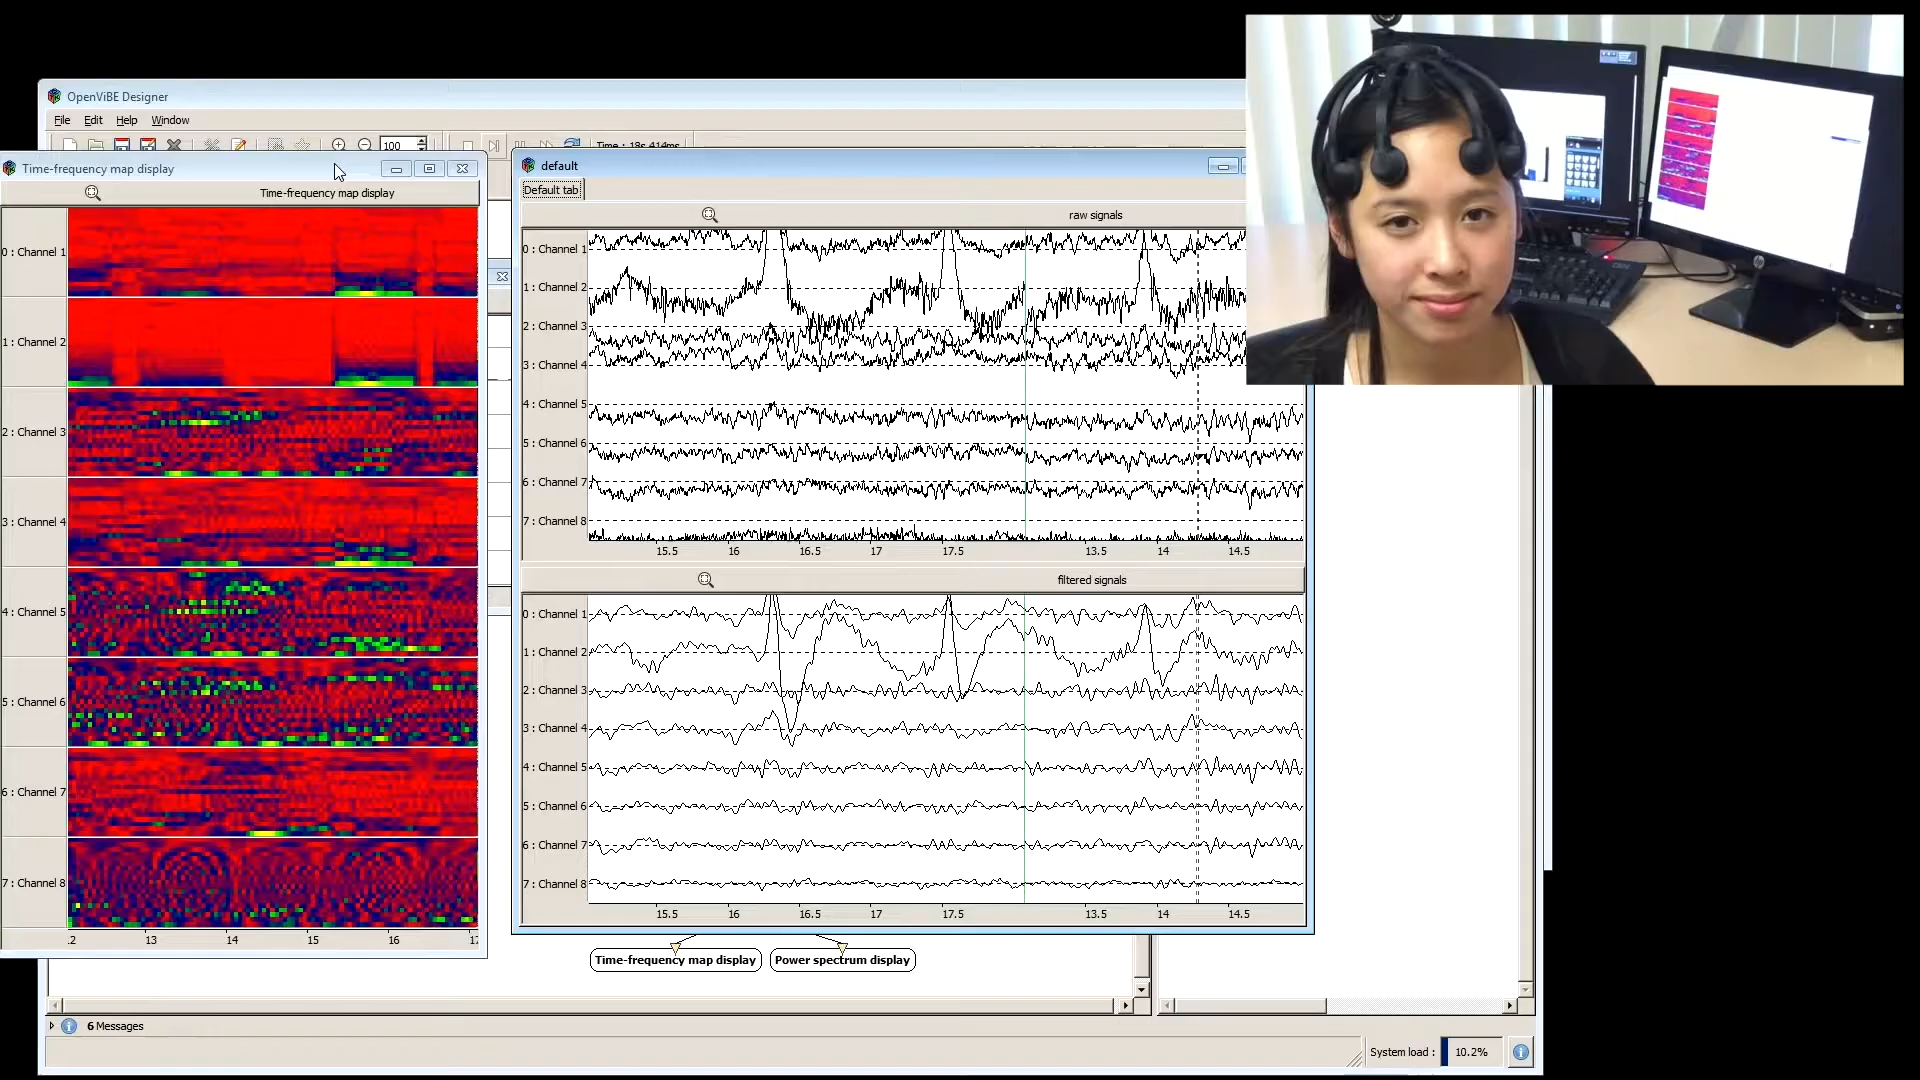 OpenViBE Designer
File Edit Help Window
100
Time : 18s 414ms
Time-frequency map display
Time-frequency map display
0 : Channel 1
1 : Channel 2
2 : Channel 3
3 : Channel 4
4 : Channel 5
5 : Channel 6
6 : Channel 7
7 : Channel 8
12 13 14 15 16 17
default
Default tab
raw signals
0 : Channel 1
1 : Channel 2
2 : Channel 3
3 : Channel 4
4 : Channel 5
5 : Channel 6
6 : Channel 7
7 : Channel 8
15.5 16 16.5 17 17.5 13.5 14 14.5
filtered signals
0 : Channel 1
1 : Channel 2
2 : Channel 3
3 : Channel 4
4 : Channel 5
5 : Channel 6
6 : Channel 7
7 : Channel 8
15.5 16 16.5 17 17.5 13.5 14 14.5
Time-frequency map display Power spectrum display
6 Messages
System load : 10.2%
hp